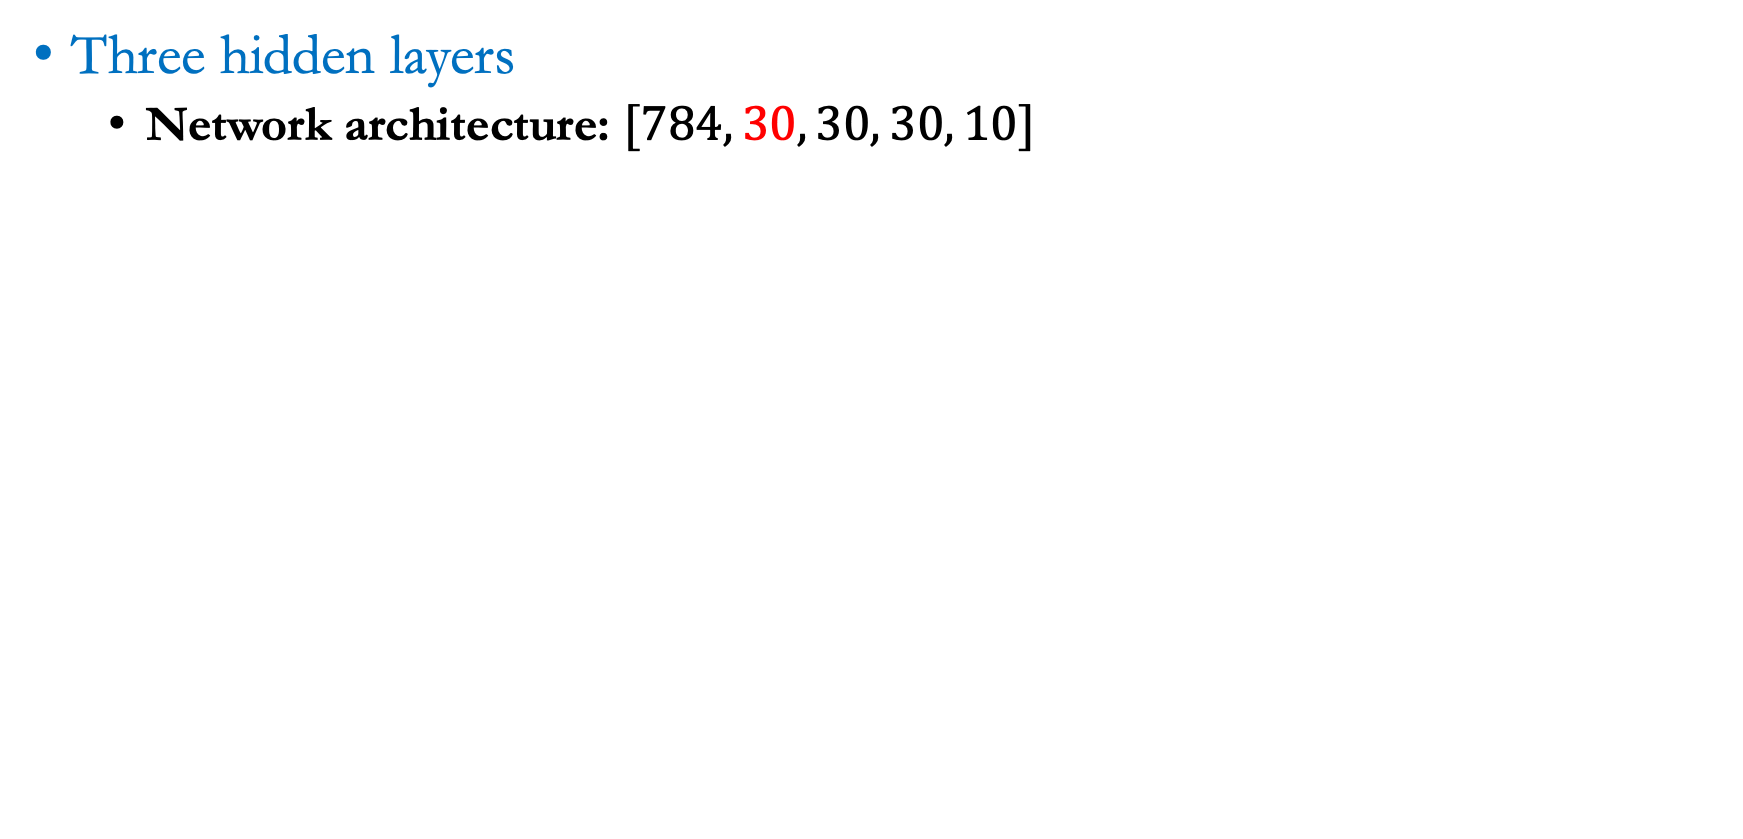 • Three hidden layers
• Network architecture: [784, 30, 30, 30, 10]